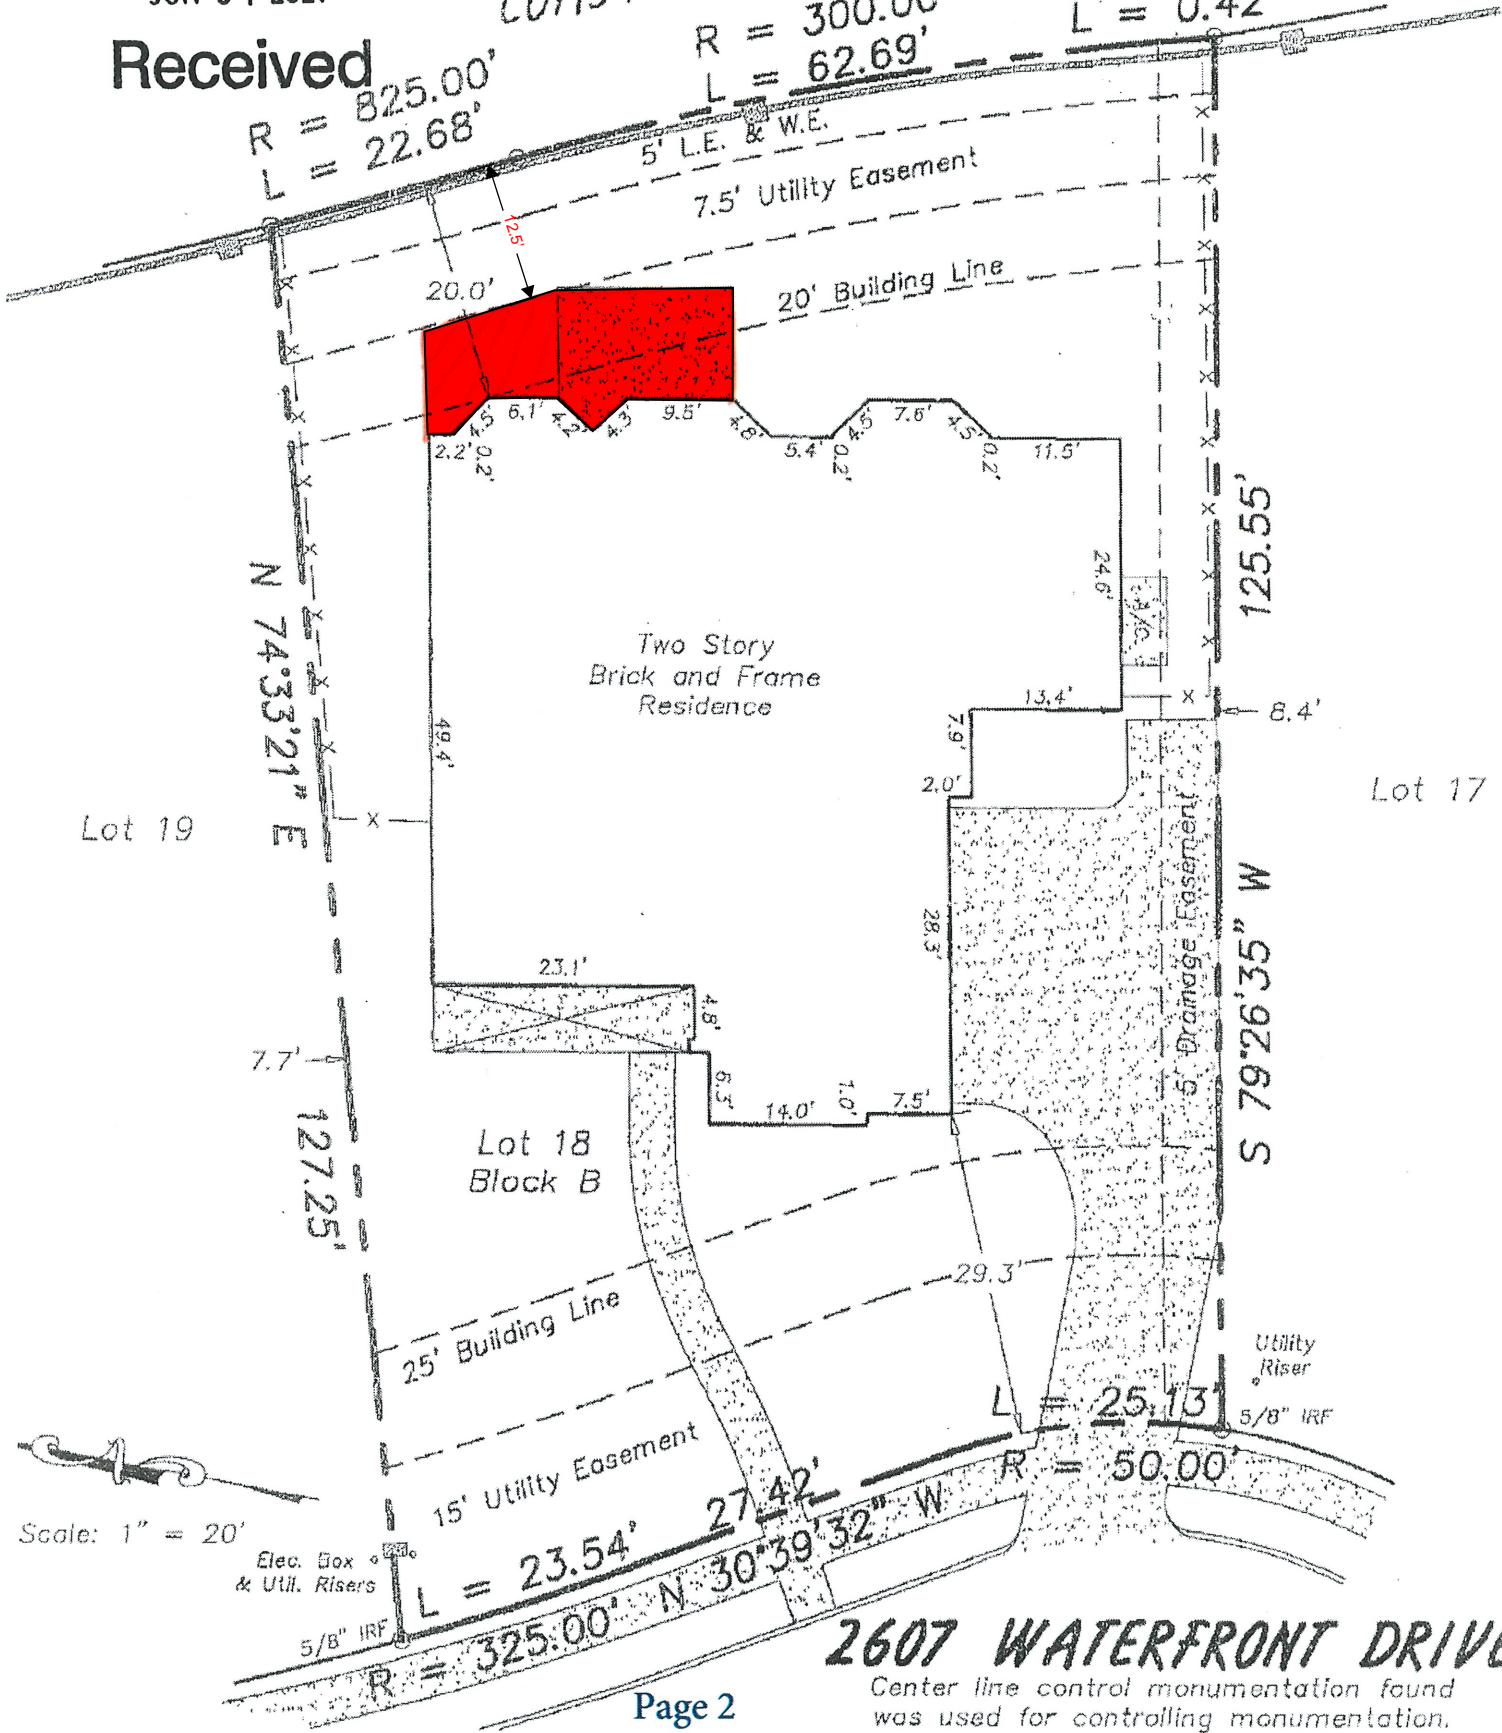 Received
R = 825.00'
L = 22.68'
R = 300.00'
L = 62.69'
L = 0.42'
5' L.E. & W.E.
7.5' Utility Easement
20' Building Line
12.5'
20.0'
2.2'
0.2'
4.5'
6.1'
4.2'
4.3'
9.5'
4.8'
5.4'
0.2'
4.5'
7.6'
4.5'
0.2'
11.5'
24.6'
A/C
125.55'
N 74°33'21" E
Two Story
Brick and Frame
Residence
49.4'
13.4'
7.9'
2.0'
8.4'
Lot 19
Lot 17
28.3'
5' Drainage Easement
S 79°26'35" W
23.1'
4.8'
7.7'
14.0'
1.0'
7.5'
127.25'
Lot 18
Block B
29.3'
25' Building Line
15' Utility Easement
Utility
Riser
L = 25.13'
5/8" IRF
R = 50.00'
27.42'
N 30°39'32" W
Scale: 1" = 20'
Elec. Box
& Util. Risers
L = 23.54'
5/8" IRF
R = 325.00'
2607 WATERFRONT DRIVE
Center line control monumentation found
was used for controlling monumentation.
Page 2